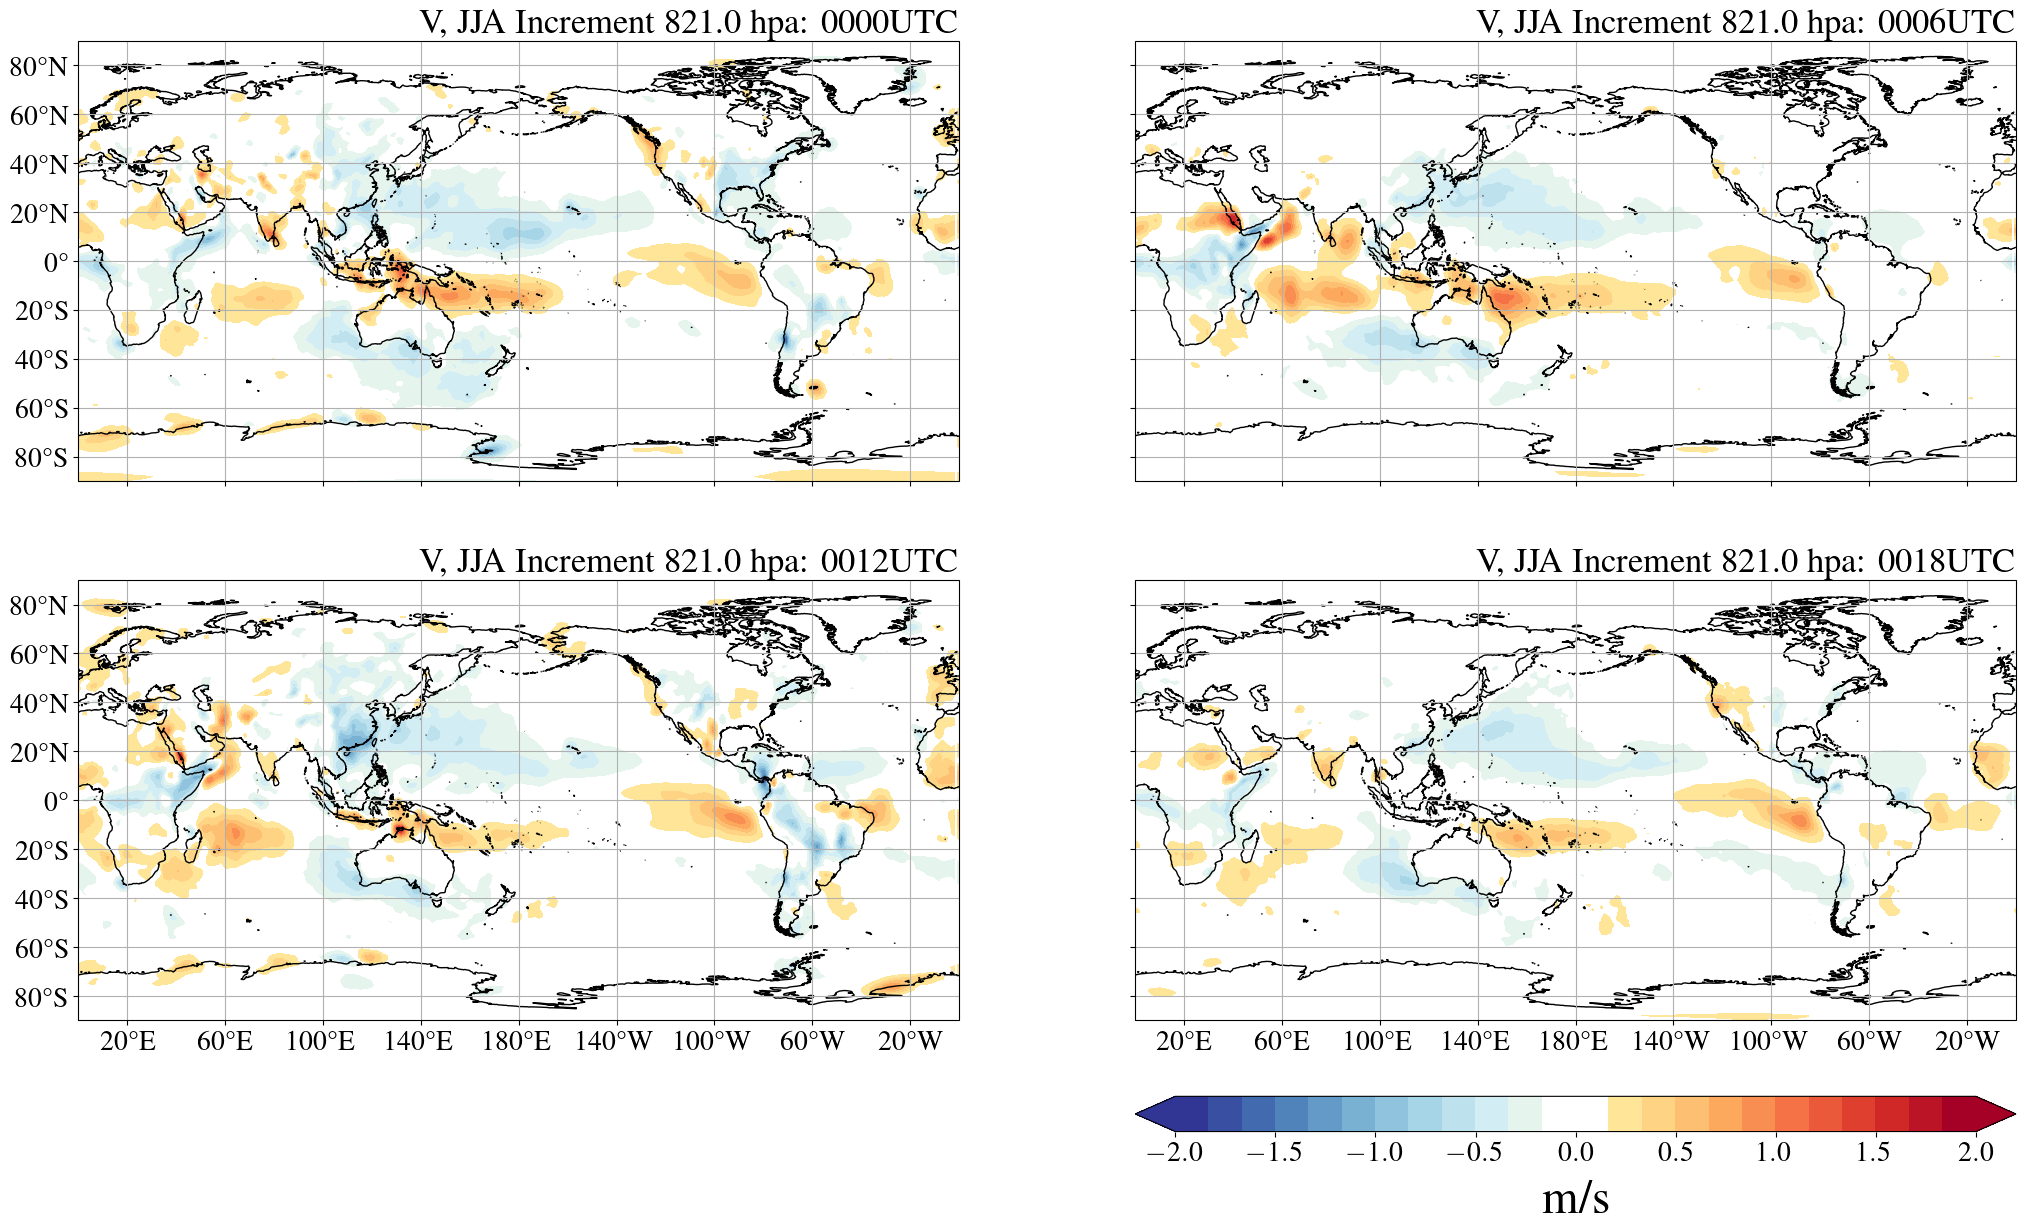 V, JJA Increment 821.0 hpa: 0000UTC
V, JJA Increment 821.0 hpa: 0006UTC
80°N
60°N
40°N
20°N
0°
20°S
40°S
60°S
80°S
V, JJA Increment 821.0 hpa: 0012UTC
V, JJA Increment 821.0 hpa: 0018UTC
80°N
60°N
40°N
20°N
0°
20°S
40°S
60°S
80°S
20°E 60°E 100°E 140°E 180°E 140°W 100°W 60°W 20°W
20°E 60°E 100°E 140°E 180°E 140°W 100°W 60°W 20°W
−2.0 −1.5 −1.0 −0.5 0.0 0.5 1.0 1.5 2.0
m/s